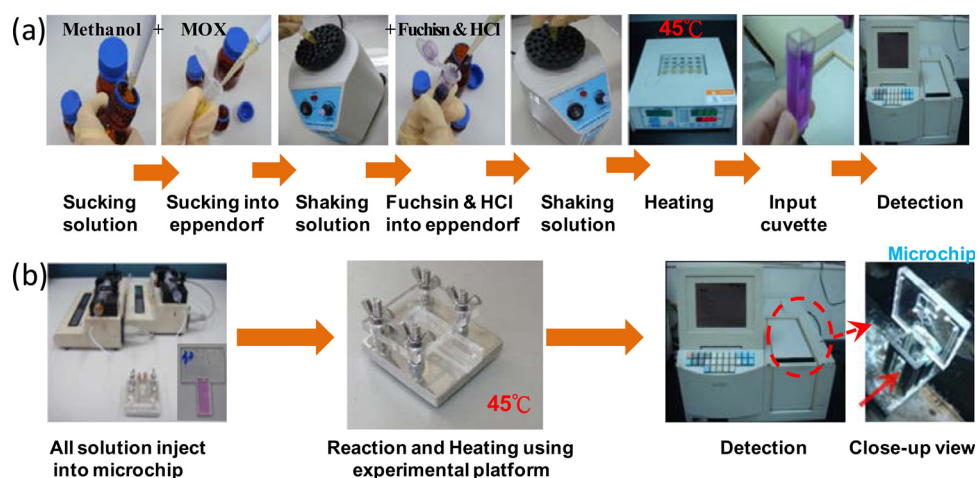 (a)
Methanol + MOX
+ Fuchisn & HCl
45℃
Sucking solution
Sucking into eppendorf
Shaking solution
Fuchsin & HCl into eppendorf
Shaking solution
Heating
Input cuvette
Detection
(b)
Microchip
45℃
All solution inject
into microchip
Reaction and Heating using
experimental platform
Detection
Close-up view